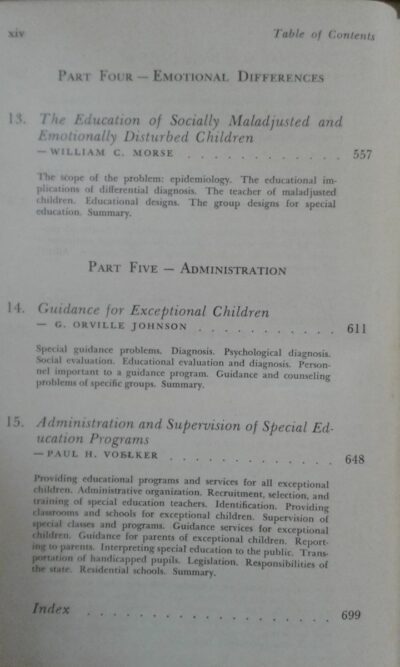 xiv Table of Contents
PART FOUR — EMOTIONAL DIFFERENCES
13. The Education of Socially Maladjusted and
Emotionally Disturbed Children
— WILLIAM C. MORSE . . . . . . . . . . . 557
The scope of the problem: epidemiology. The educational im-
plications of differential diagnosis. The teacher of maladjusted
children. Educational designs. The group designs for special
education. Summary.
PART FIVE — ADMINISTRATION
14. Guidance for Exceptional Children
— G. ORVILLE JOHNSON . . . . . . . . . . . 611
Special guidance problems. Diagnosis. Psychological diagnosis.
Social evaluation. Educational evaluation and diagnosis. Person-
nel important to a guidance program. Guidance and counseling
problems of specific groups. Summary.
15. Administration and Supervision of Special Ed-
ucation Programs
— PAUL H. VOELKER . . . . . . . . . . . . . 648
Providing educational programs and services for all exceptional
children. Administrative organization. Recruitment, selection, and
training of special education teachers. Identification. Providing
classrooms and schools for exceptional children. Supervision of
special classes and programs. Guidance services for exceptional
children. Guidance for parents of exceptional children. Report-
ing to parents. Interpreting special education to the public. Trans-
portation of handicapped pupils. Legislation. Responsibilities of
the state. Residential schools. Summary.
Index . . . . . . . . . . . . . . . . . . 699